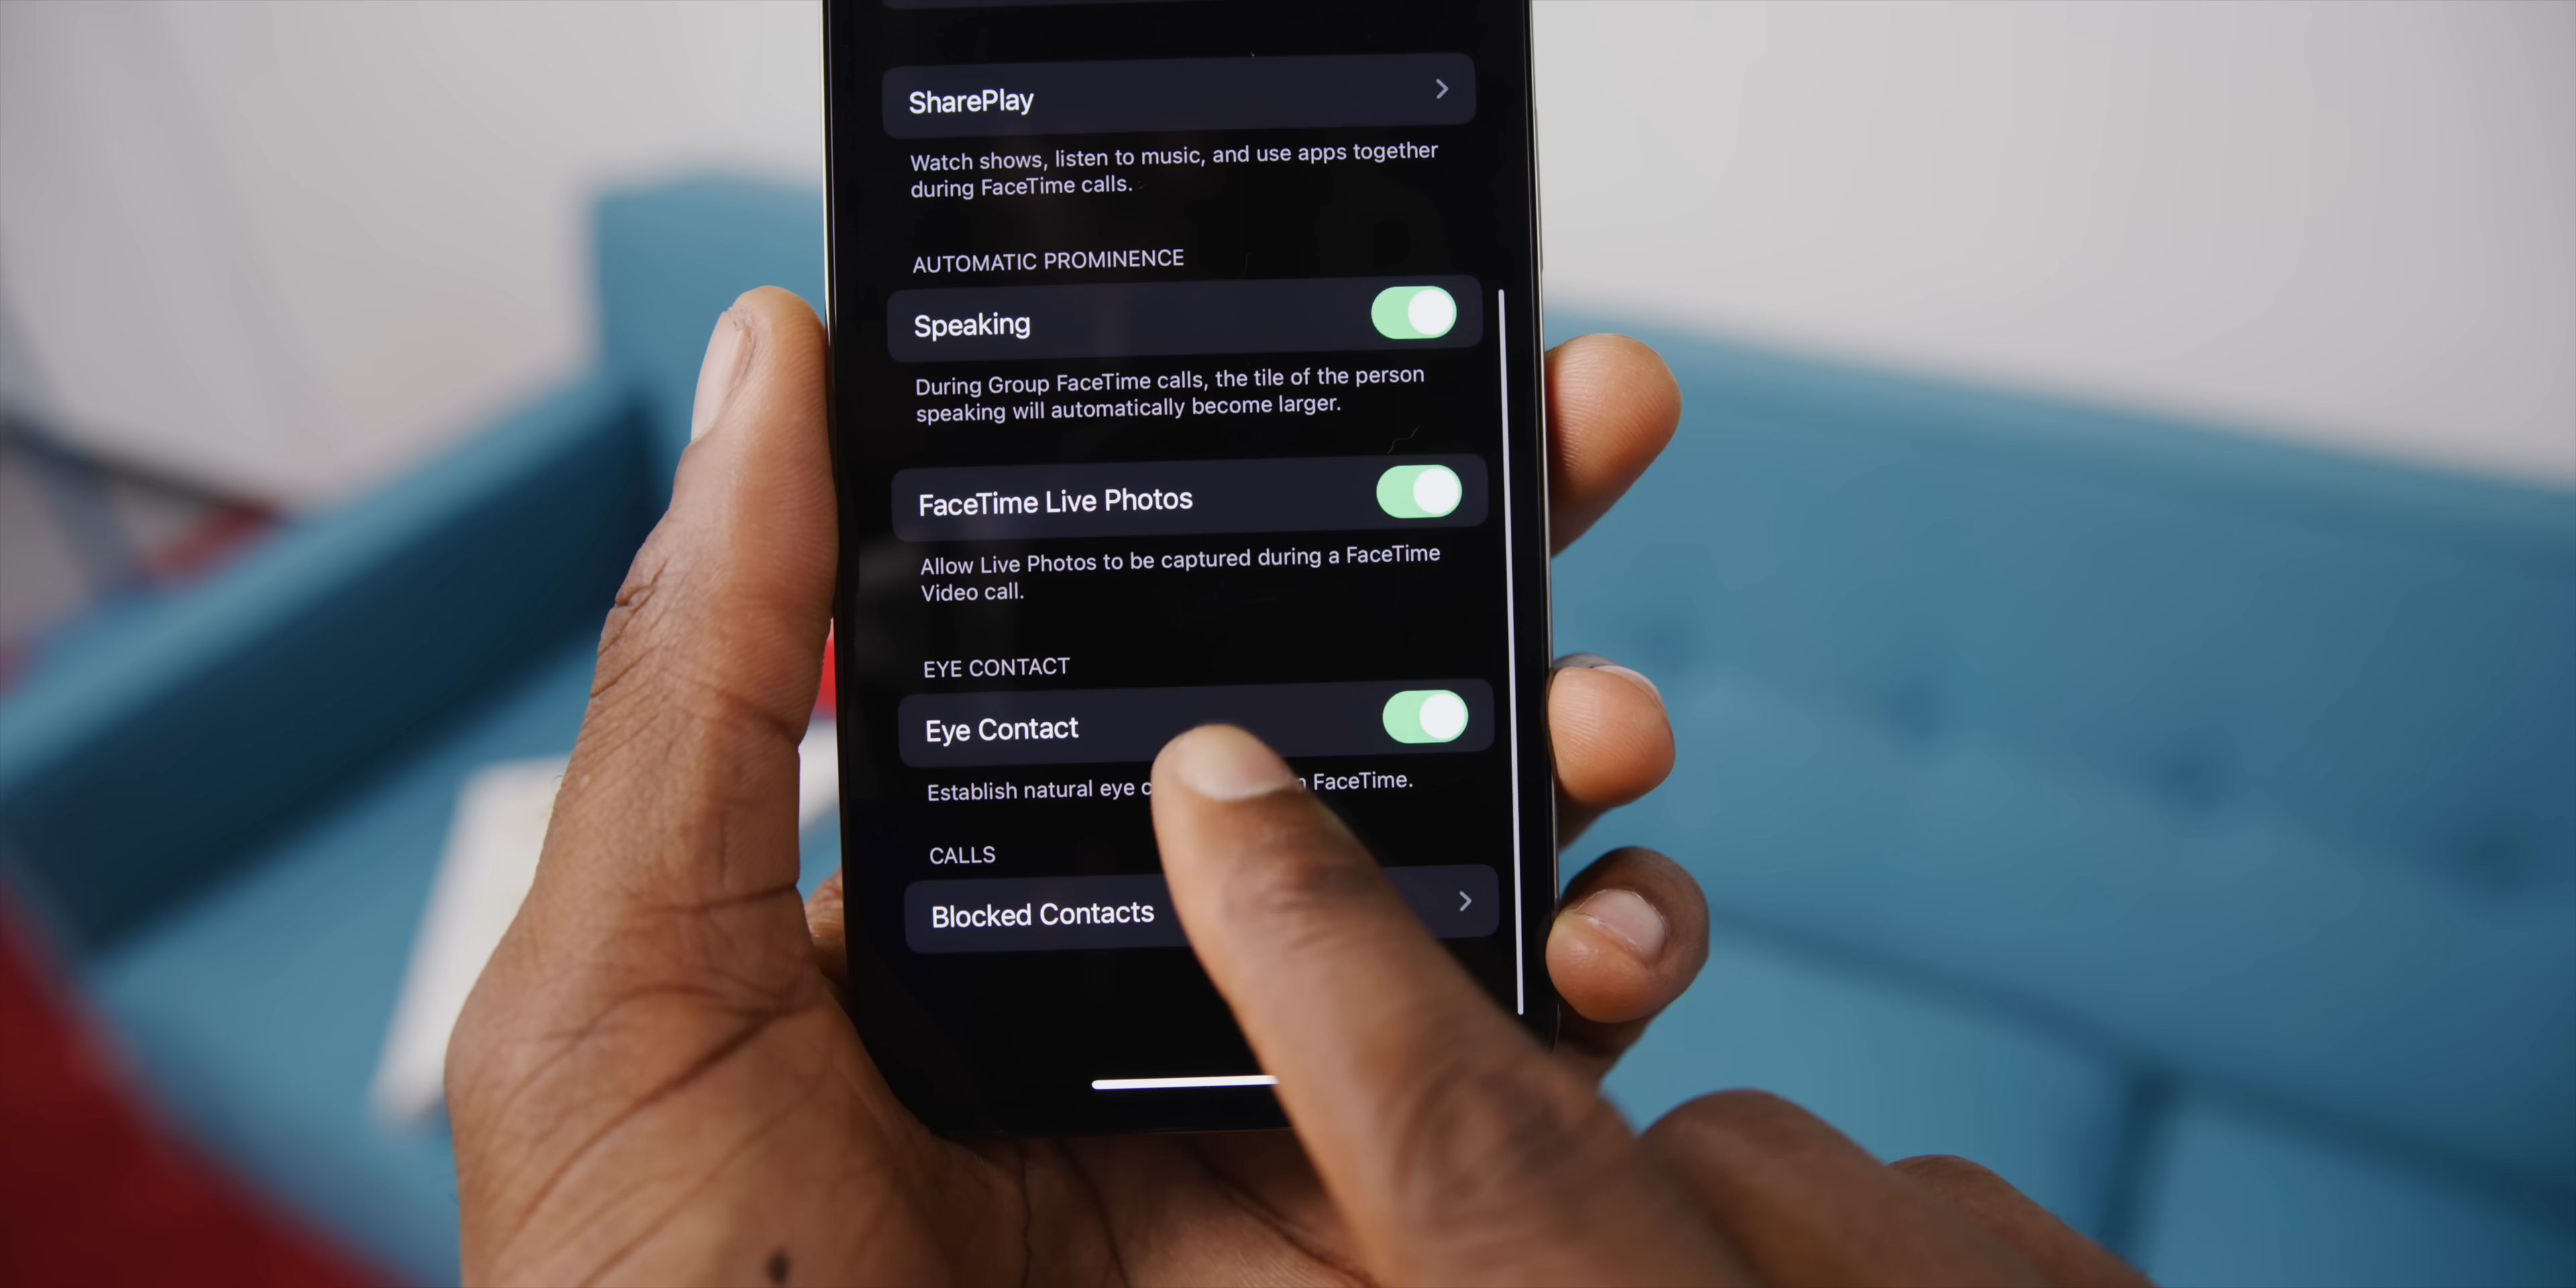 SharePlay
Watch shows, listen to music, and use apps together
during FaceTime calls.
AUTOMATIC PROMINENCE
Speaking
During Group FaceTime calls, the tile of the person
speaking will automatically become larger.
FaceTime Live Photos
Allow Live Photos to be captured during a FaceTime
Video call.
EYE CONTACT
Eye Contact
Establish natural eye FaceTime.
CALLS
Blocked Contacts